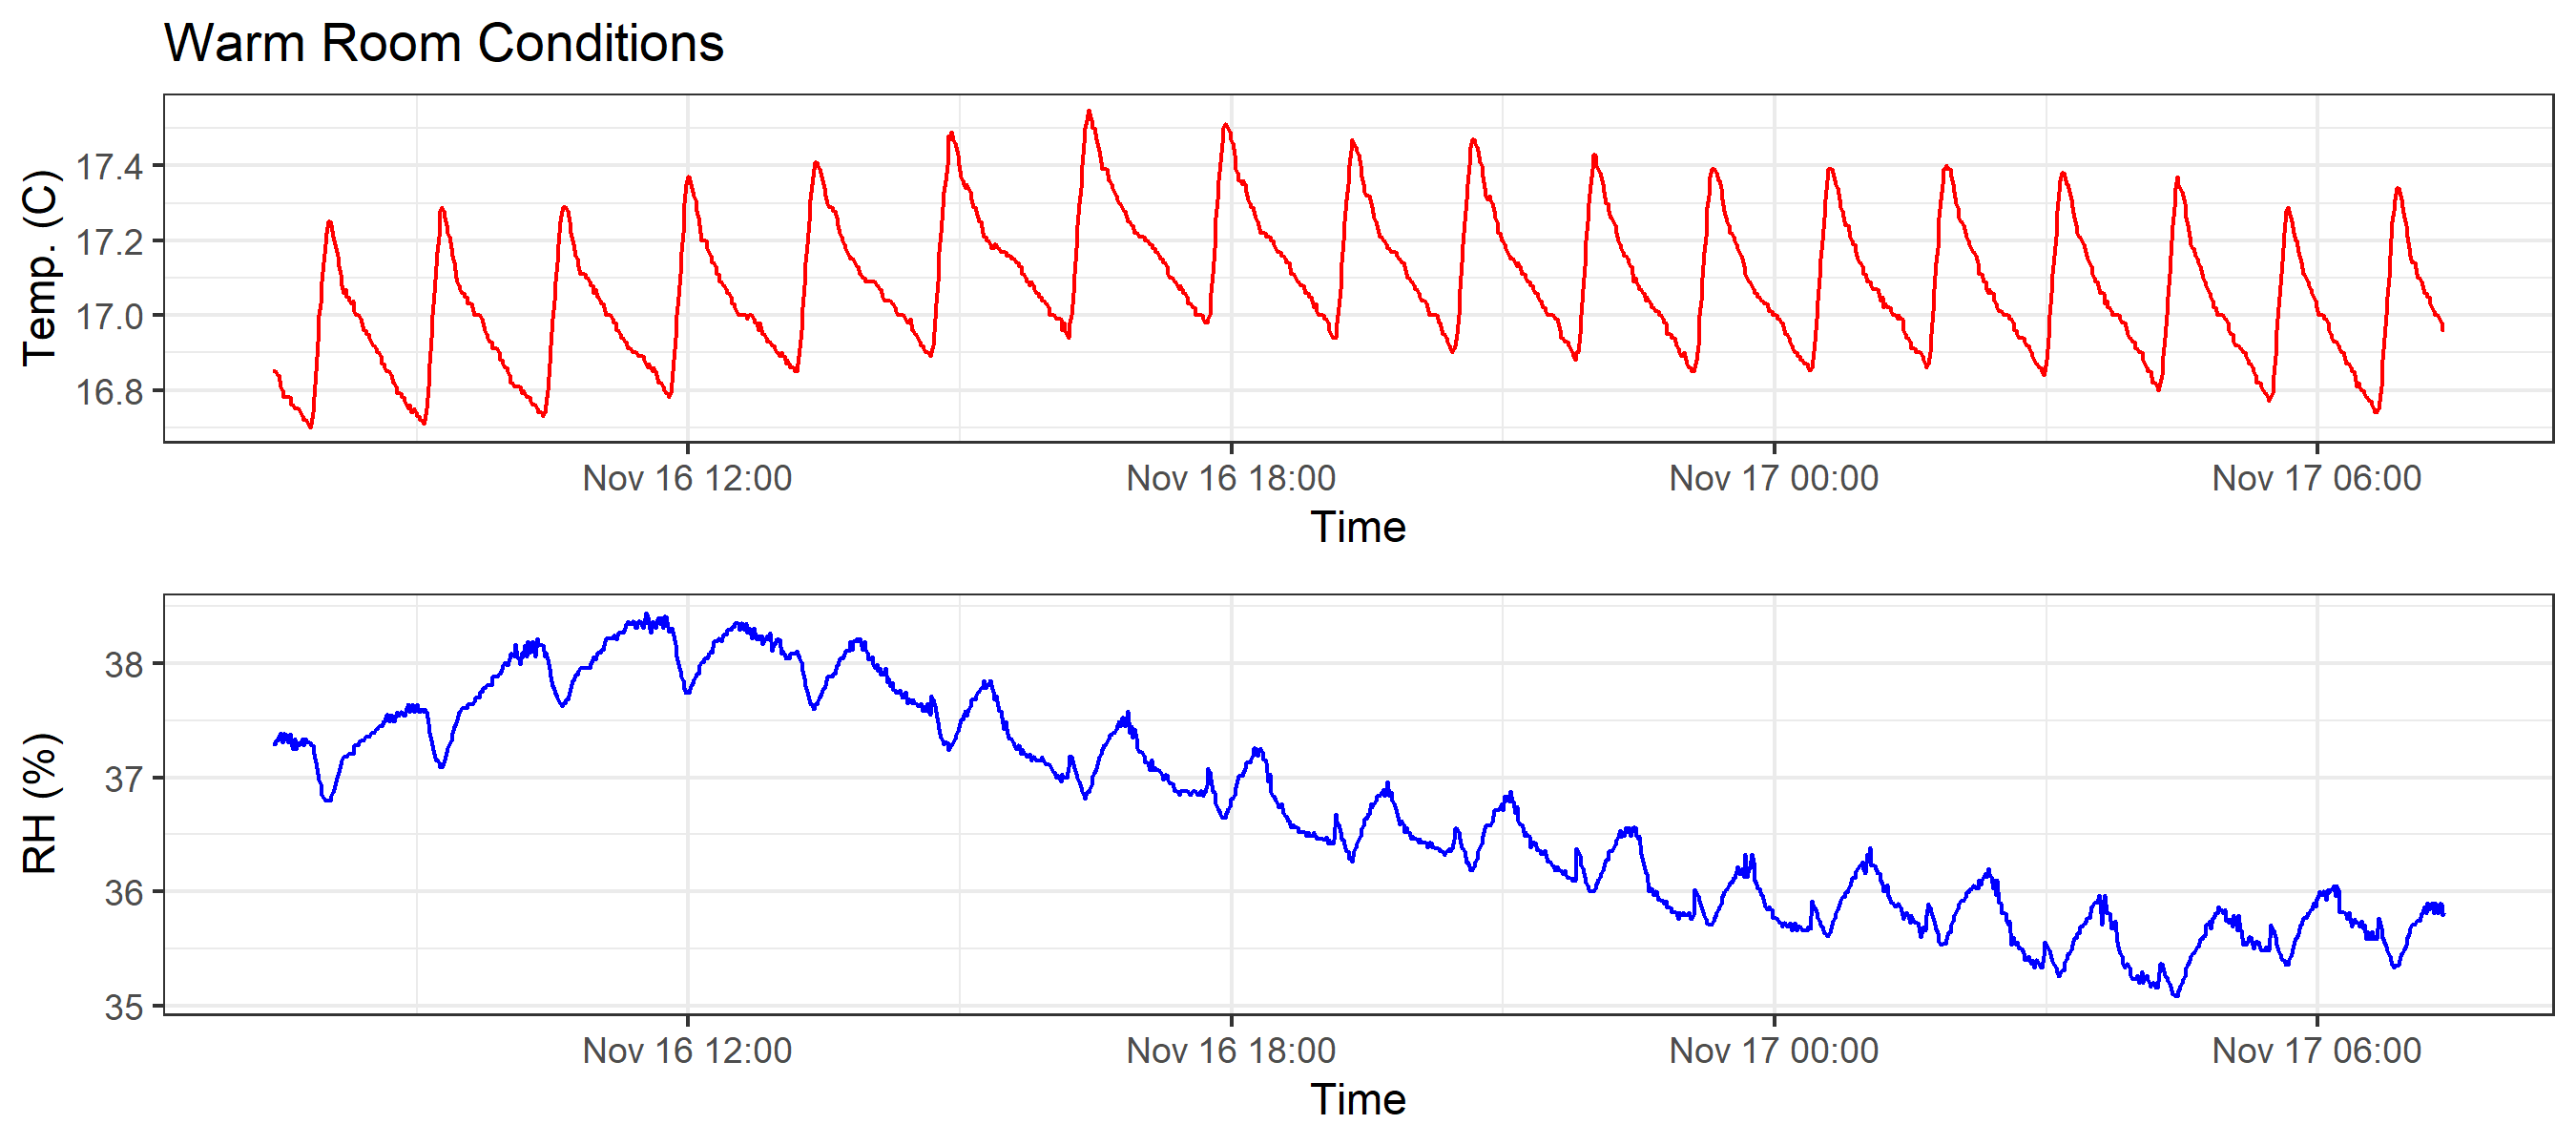 Warm Room Conditions
Temp. (C)
17.4
17.2
17.0
16.8
Nov 16 12:00 Nov 16 18:00 Nov 17 00:00 Nov 17 06:00
Time
RH (%)
38
37
36
35
Nov 16 12:00 Nov 16 18:00 Nov 17 00:00 Nov 17 06:00
Time